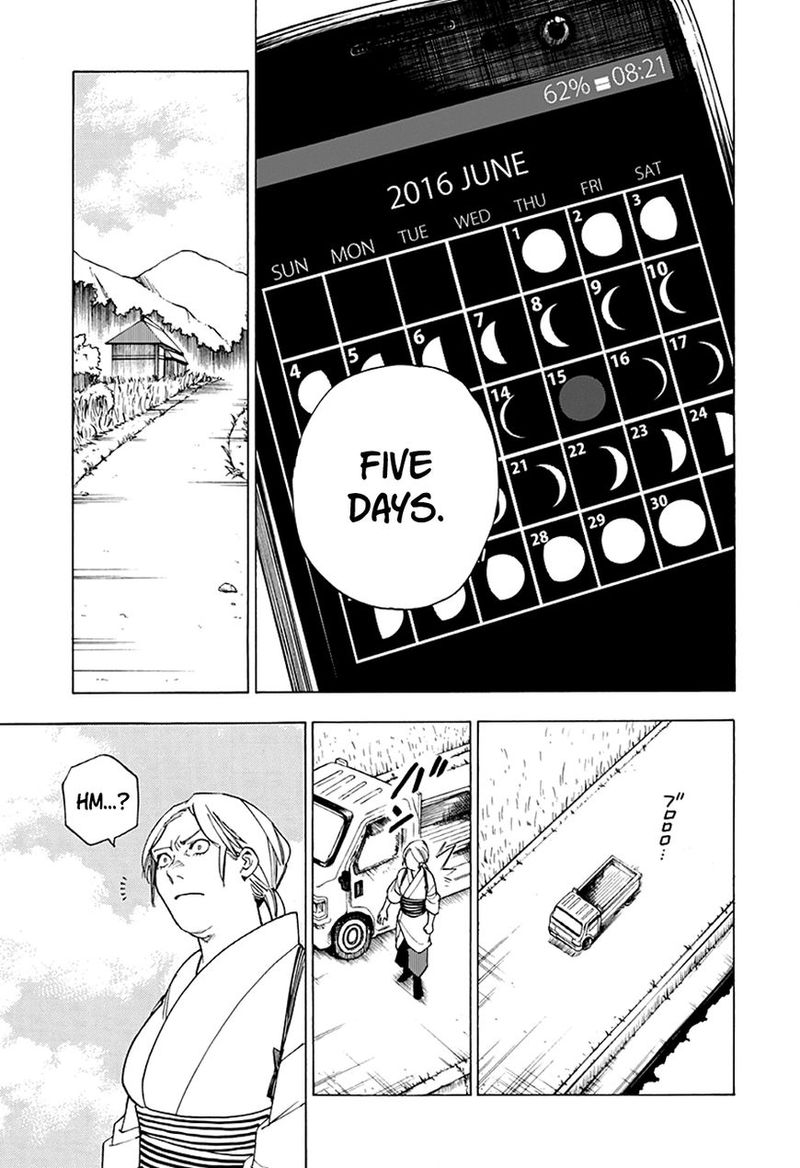 62% 08:21
2016 JUNE
SUN MON TUE WED THU FRI SAT
1 2 3
4 5 6 7 8 9 10
14 15 16 17
21 22 23 24
28 29 30
FIVE
DAYS.
ブロロロ…
バン
HM...?